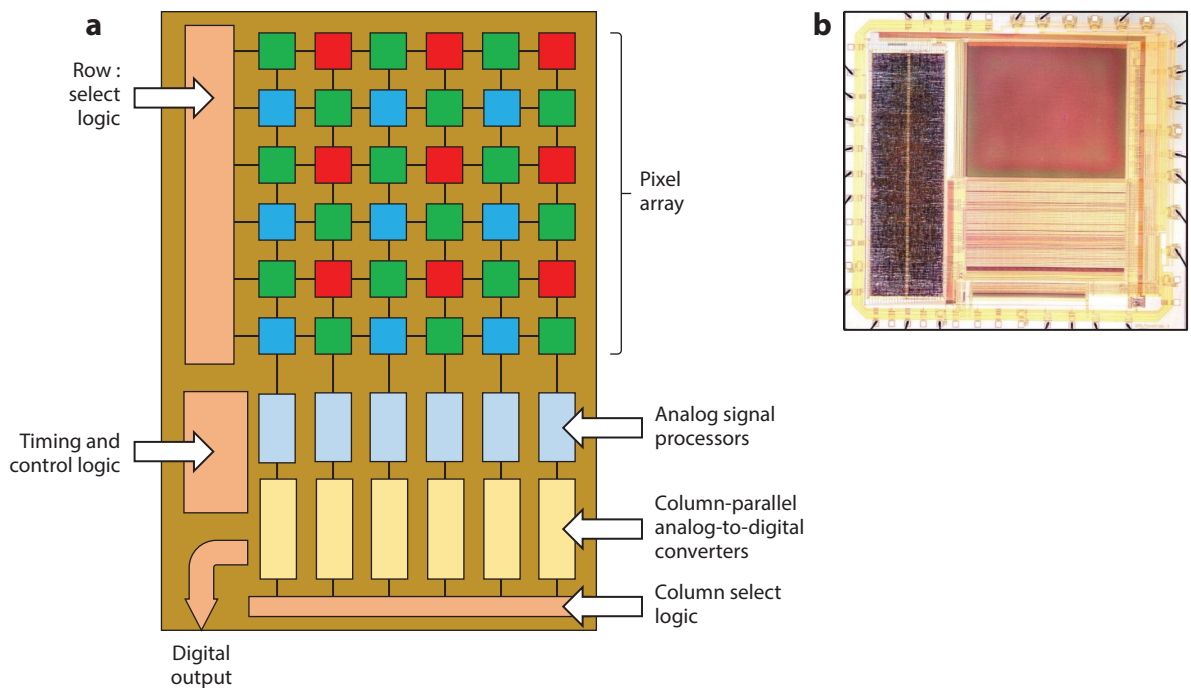 a
b
Row :
select
logic
Pixel
array
Timing and
control logic
Analog signal
processors
Column-parallel
analog-to-digital
converters
Column select
logic
Digital
output